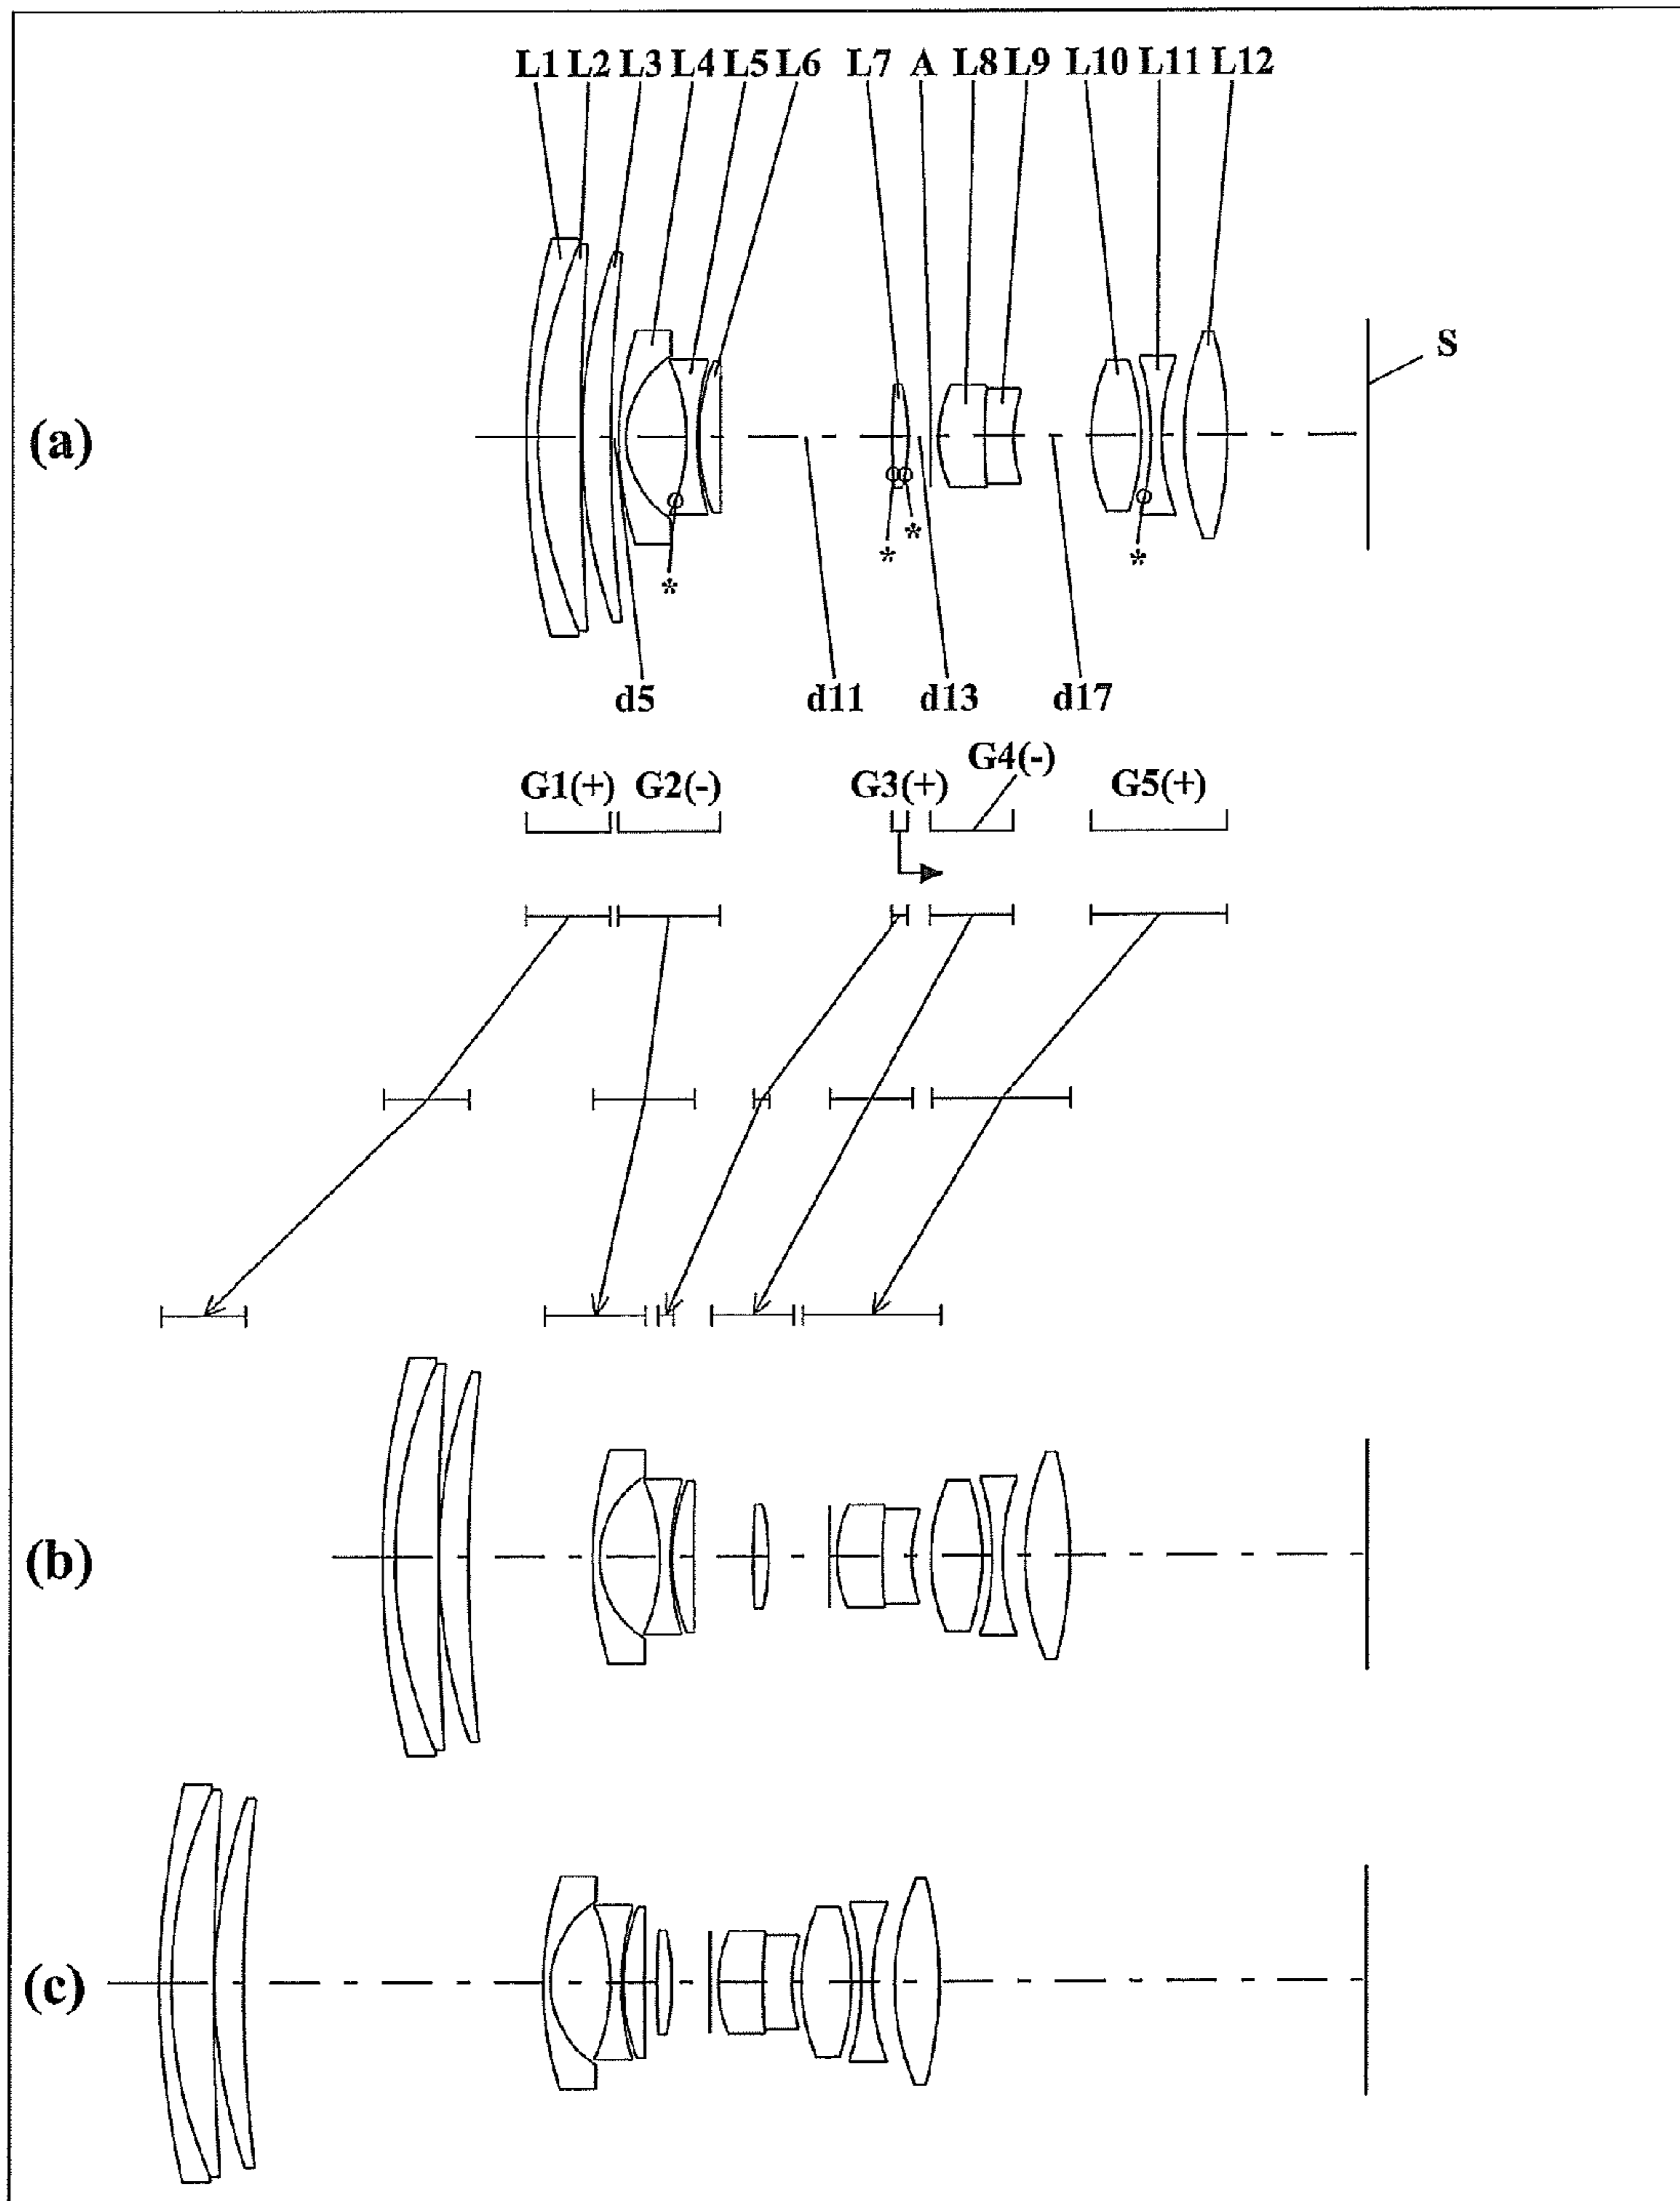 L1 L2 L3 L4 L5 L6 L7 A L8 L9 L10 L11 L12
S
(a)
* * * *
d5 d11 d13 d17
G1(+) G2(-) G3(+) G4(-) G5(+)
(b)
(c)